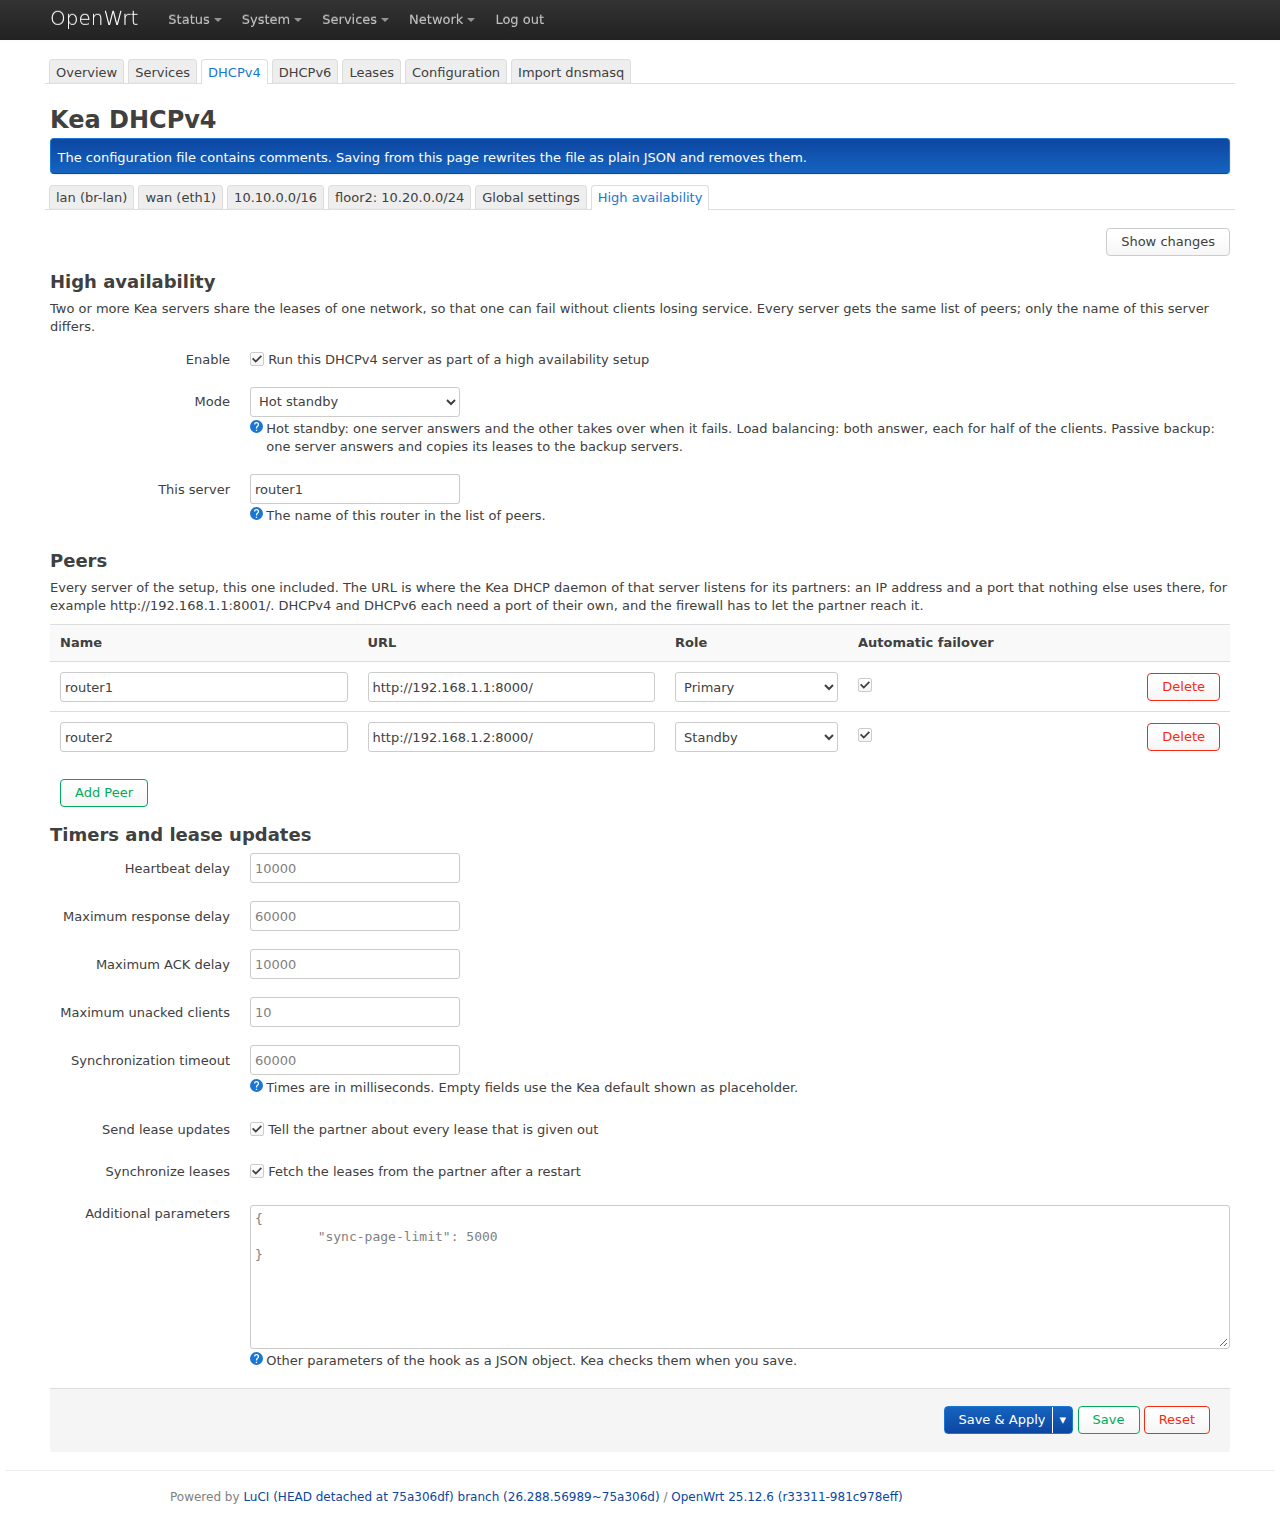 OpenWrt Status System Services Network Log out
Overview Services DHCPv4 DHCPv6 Leases Configuration Import dnsmasq
Kea DHCPv4
The configuration file contains comments. Saving from this page rewrites the file as plain JSON and removes them.
lan (br-lan) wan (eth1) 10.10.0.0/16 floor2: 10.20.0.0/24 Global settings High availability
Show changes
High availability
Two or more Kea servers share the leases of one network, so that one can fail without clients losing service. Every server gets the same list of peers; only the name of this server
differs.
Enable Run this DHCPv4 server as part of a high availability setup
Mode Hot standby
Hot standby: one server answers and the other takes over when it fails. Load balancing: both answer, each for half of the clients. Passive backup:
one server answers and copies its leases to the backup servers.
This server router1
The name of this router in the list of peers.
Peers
Every server of the setup, this one included. The URL is where the Kea DHCP daemon of that server listens for its partners: an IP address and a port that nothing else uses there, for
example http://192.168.1.1:8001/. DHCPv4 and DHCPv6 each need a port of their own, and the firewall has to let the partner reach it.
Name URL Role Automatic failover
router1 http://192.168.1.1:8000/ Primary Delete
router2 http://192.168.1.2:8000/ Standby Delete
Add Peer
Timers and lease updates
Heartbeat delay 10000
Maximum response delay 60000
Maximum ACK delay 10000
Maximum unacked clients 10
Synchronization timeout 60000
Times are in milliseconds. Empty fields use the Kea default shown as placeholder.
Send lease updates Tell the partner about every lease that is given out
Synchronize leases Fetch the leases from the partner after a restart
Additional parameters {
"sync-page-limit": 5000
}
Other parameters of the hook as a JSON object. Kea checks them when you save.
Save & Apply ▾ Save Reset
Powered by LuCI (HEAD detached at 75a306df) branch (26.288.56989~75a306d) / OpenWrt 25.12.6 (r33311-981c978eff)